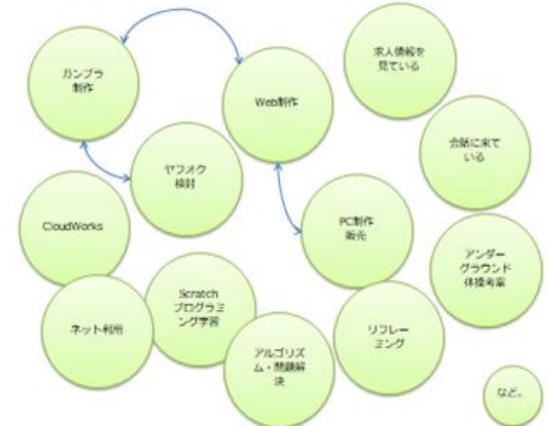 ガンプラ
制作
Web制作
求人情報を
見ている
ヤフオク
検討
会話に来て
いる
CloudWorks
PC制作
販売
アンダー
グラウンド
体操考案
Scratch
プログラミ
ング学習
ネット利用
リフレー
ミング
アルゴリズ
ム・問題解
決
など。